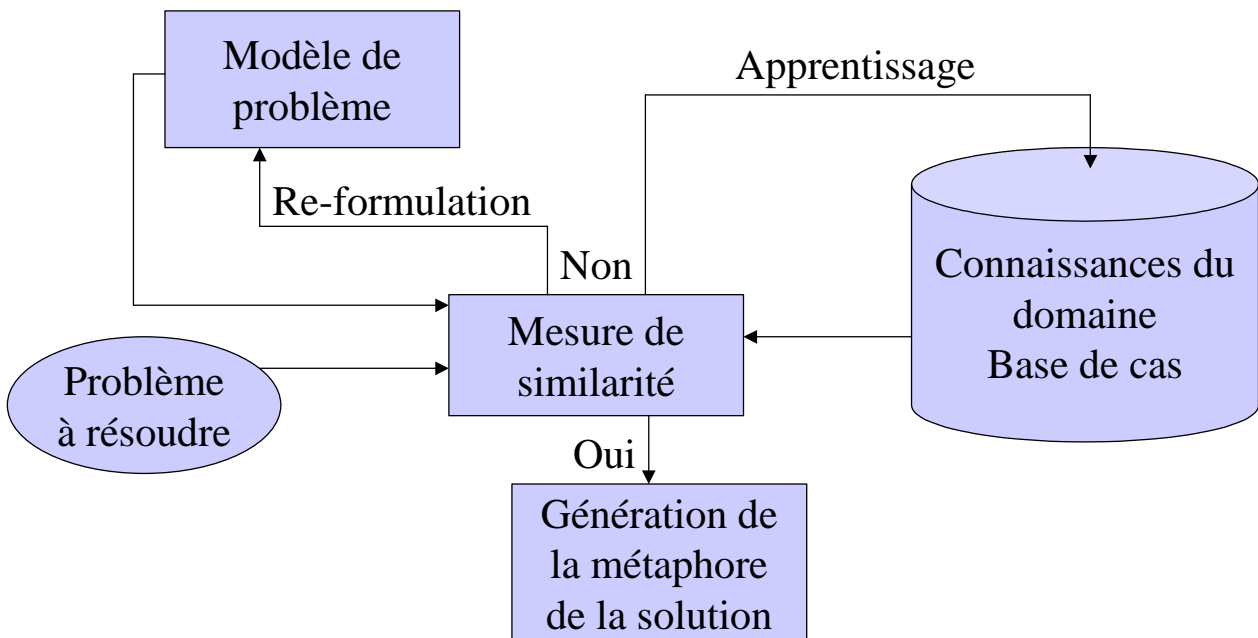 Modèle de
problème
Apprentissage
Re-formulation
Non
Connaissances du
domaine
Base de cas
Mesure de
similarité
Problème
à résoudre
Oui
Génération de
la métaphore
de la solution